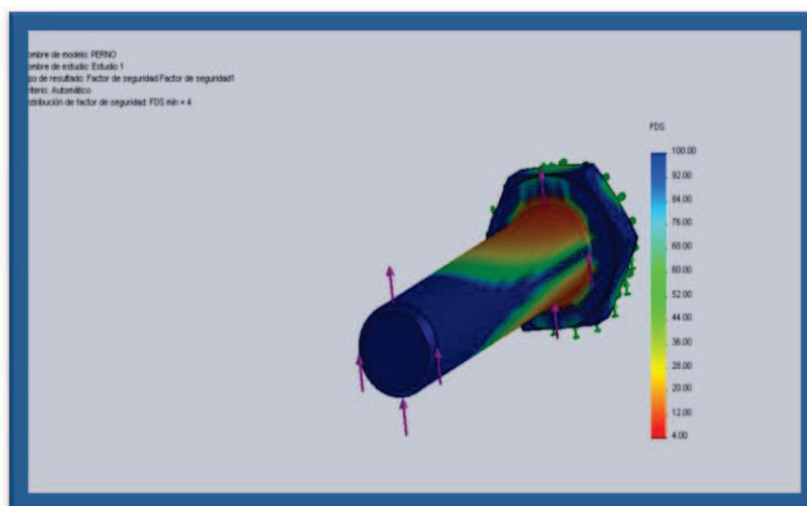 ombre de modelo: PERNO
ombre de estudio: Estudio 1
po de resultado: Factor de seguridad Factor de seguridad1
riterio: Automático
stribución de factor de seguridad: FDS mín = 4
FDS
100.00
92.00
84.00
76.00
68.00
60.00
52.00
44.00
36.00
28.00
20.00
12.00
4.00